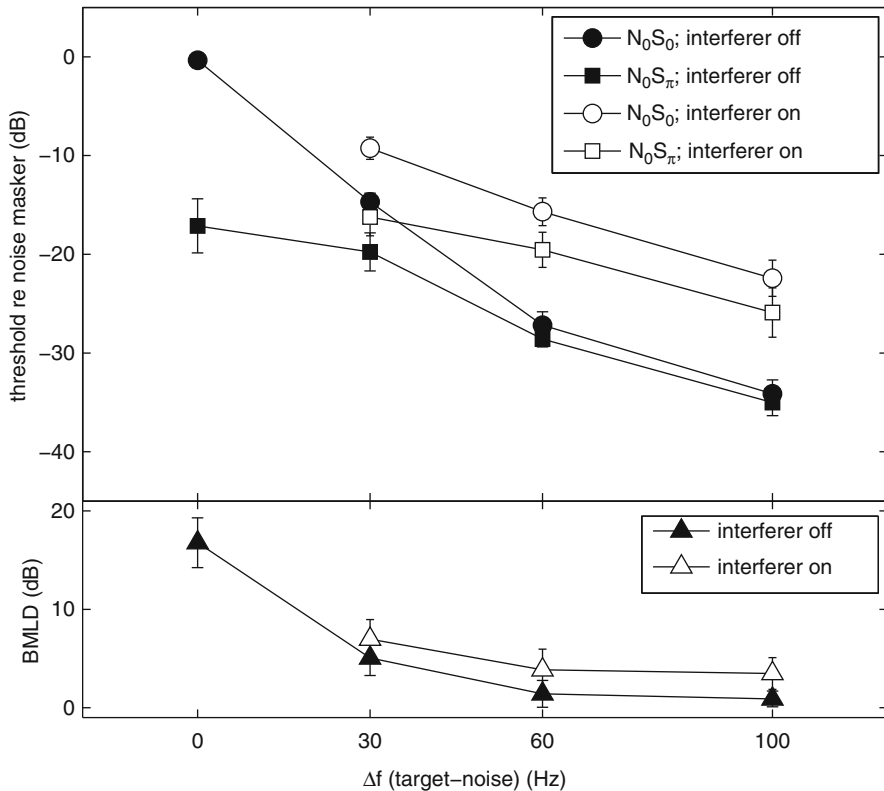 0
−10
−20
−30
−40
threshold re noise masker (dB)
N₀S₀; interferer off
N₀Sπ; interferer off
N₀S₀; interferer on
N₀Sπ; interferer on
20
10
0
BMLD (dB)
interferer off
interferer on
0 30 60 100
Δf (target−noise) (Hz)